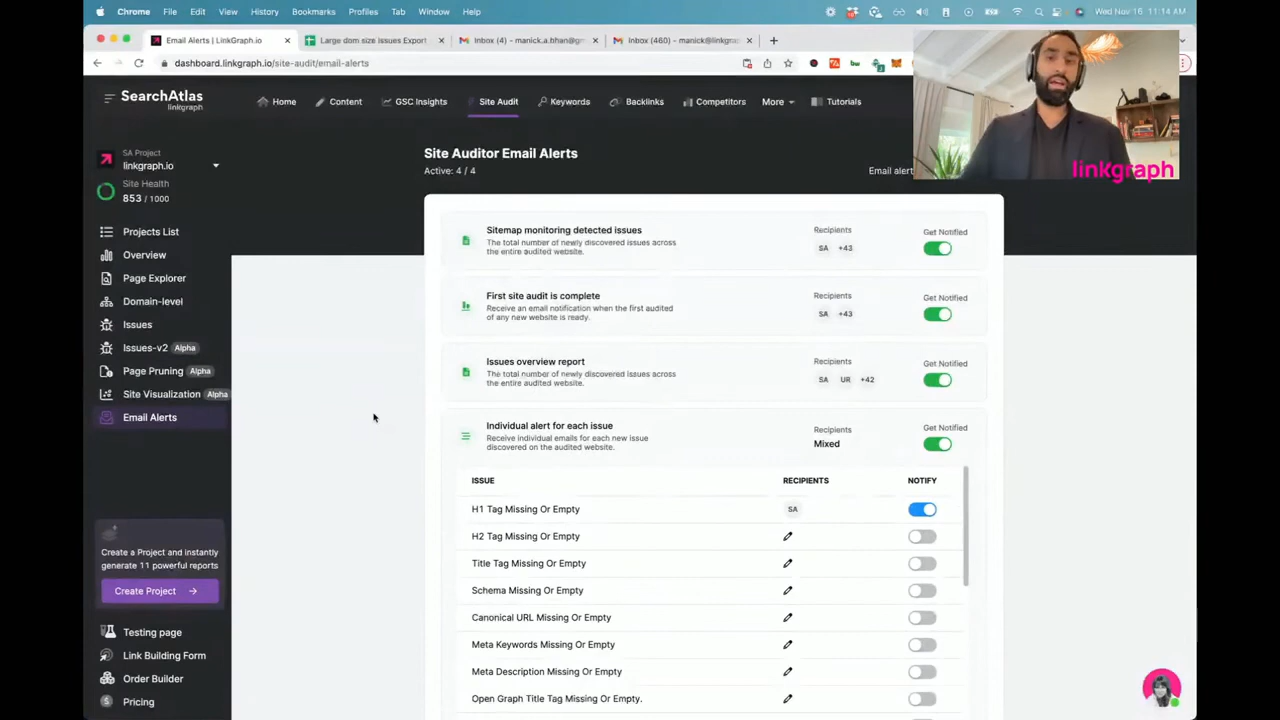 Chrome File Edit View History Bookmarks Profiles Tab Window Help
Wed Nov 16 11:14 AM
Email Alerts | LinkGraph.io
Large dom size Issues Export
Inbox (4) - manick.a.bhan@gm
Inbox (460) - manick@linkgrap
dashboard.linkgraph.io/site-audit/email-alerts
SearchAtlas
linkgraph
Home
Content
GSC Insights
Site Audit
Keywords
Backlinks
Competitors
More
Tutorials
linkgraph
SA Project
linkgraph.io
Site Health
853 / 1000
Projects List
Overview
Page Explorer
Domain-level
Issues
Issues-v2 Alpha
Page Pruning Alpha
Site Visualization Alpha
Email Alerts
Create a Project and instantly
generate 11 powerful reports
Create Project
Testing page
Link Building Form
Order Builder
Pricing
Site Auditor Email Alerts
Active: 4 / 4
Email alert
Sitemap monitoring detected issues
The total number of newly discovered issues across
the entire audited website.
Recipients
SA +43
Get Notified
First site audit is complete
Receive an email notification when the first audited
of any new website is ready.
Recipients
SA +43
Get Notified
Issues overview report
The total number of newly discovered issues across
the entire audited website.
Recipients
SA UR +42
Get Notified
Individual alert for each issue
Receive individual emails for each new issue
discovered on the audited website.
Recipients
Mixed
Get Notified
ISSUE RECIPIENTS NOTIFY
H1 Tag Missing Or Empty SA
H2 Tag Missing Or Empty
Title Tag Missing Or Empty
Schema Missing Or Empty
Canonical URL Missing Or Empty
Meta Keywords Missing Or Empty
Meta Description Missing Or Empty
Open Graph Title Tag Missing Or Empty.